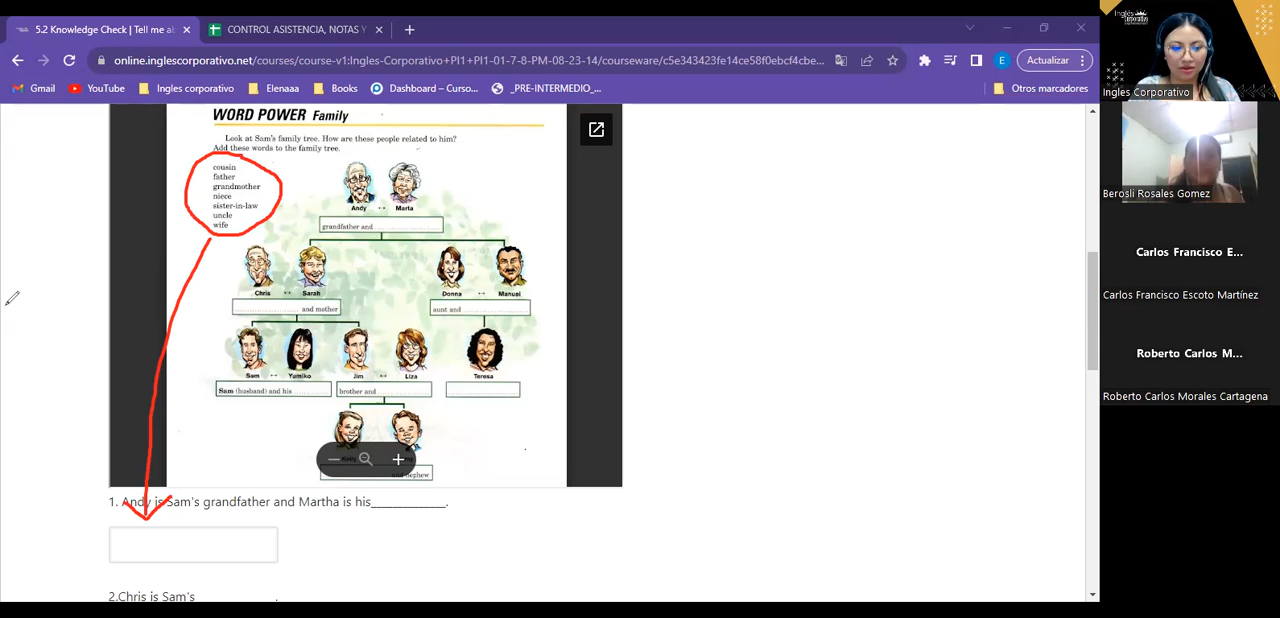 5.2 Knowledge Check | Tell me ab
CONTROL ASISTENCIA, NOTAS Y
online.inglescorporativo.net/courses/course-v1:Ingles-Corporativo+PI1+PI1-01-7-8-PM-08-23-14/courseware/c5e343423fe14ce58f0ebcf4cbe...
E
Actualizar
Gmail
YouTube
Ingles corporativo
Elenaaa
Books
Dashboard – Curso...
_PRE-INTERMEDIO_...
Otros marcadores
WORD POWER Family
Look at Sam's family tree. How are these people related to him?
Add these words to the family tree.
cousin
father
grandmother
niece
sister-in-law
uncle
wife
Andy ↔ Marta
grandfather and
Chris ↔ Sarah
Donna ↔ Manuel
and mother
aunt and
Sam ↔ Yumiko
Jim ↔ Liza
Teresa
Sam (husband) and his
brother and
and nephew
1. Andy is Sam's grandfather and Martha is his______________.
2.Chris is Sam's ______________.
Inglés
Corporativo
Ingles Corporativo
Berosli Rosales Gomez
Carlos Francisco E...
Carlos Francisco Escoto Martínez
Roberto Carlos M...
Roberto Carlos Morales Cartagena